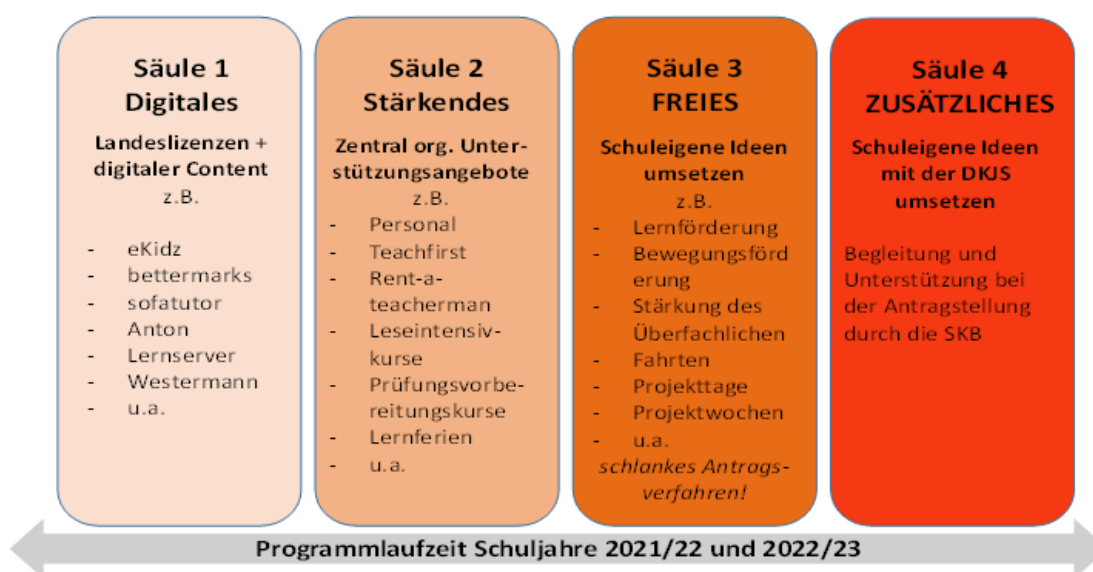 Säule 1
Digitales
Landeslizenzen +
digitaler Content
z.B.
- eKidz
- bettermarks
- sofatutor
- Anton
- Lernserver
- Westermann
- u.a.
Säule 2
Stärkendes
Zentral org. Unter-
stützungsangebote
z.B.
- Personal
- Teachfirst
- Rent-a-
teacherman
- Leseintensiv-
kurse
- Prüfungsvorbe-
reitungskurse
- Lernferien
- u.a.
Säule 3
FREIES
Schuleigene Ideen
umsetzen
z.B.
- Lernförderung
- Bewegungsförd
erung
- Stärkung des
Überfachlichen
- Fahrten
- Projekttage
- Projektwochen
- u.a.
schlankes Antrags-
verfahren!
Säule 4
ZUSÄTZLICHES
Schuleigene Ideen
mit der DKJS
umsetzen
Begleitung und
Unterstützung bei
der Antragstellung
durch die SKB
Programmlaufzeit Schuljahre 2021/22 und 2022/23